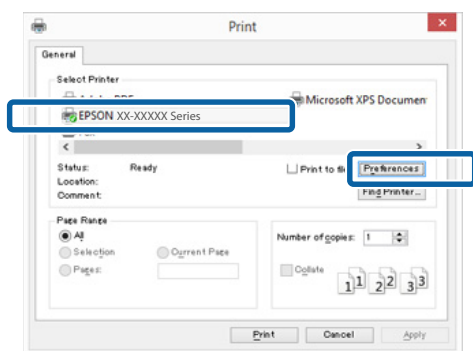 Print
General
Select Printer
Microsoft XPS Documen
EPSON XX-XXXXX Series
Status: Ready
Print to
Preferences
Location:
Comment:
Find Printer...
Page Range
All
Selection
Current Page
Pages:
Number of copies: 1
Collate
1 1 2 2 3 3
Print Cancel Apply